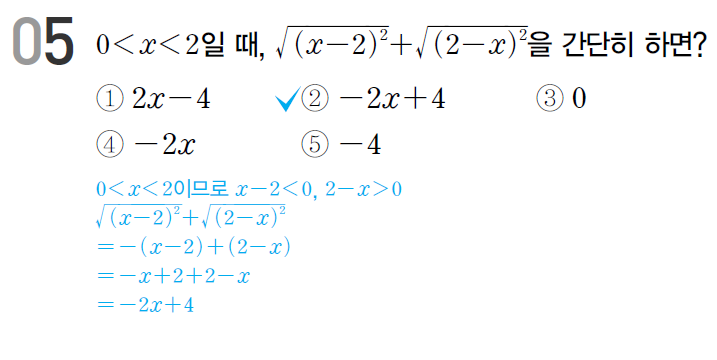 05 0<x<2일 때, √(x-2)²+√(2-x)²을 간단히 하면?
① 2x-4 ② -2x+4 ③ 0
④ -2x ⑤ -4
0<x<2이므로 x-2<0, 2-x>0
√(x-2)²+√(2-x)²
=-(x-2)+(2-x)
=-x+2+2-x
=-2x+4